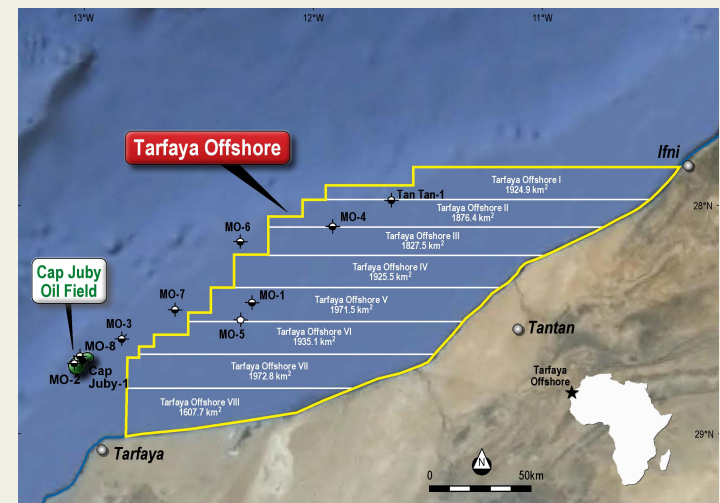 13°W
12°W
11°W
Tarfaya Offshore
Ifni
Tarfaya Offshore I
1924.9 km²
Tan Tan-1
28°N
Tarfaya Offshore II
1876.4 km²
MO-4
MO-6
Tarfaya Offshore III
1827.5 km²
Cap Juby
Oil Field
Tarfaya Offshore IV
1925.5 km²
MO-7
MO-1
Tarfaya Offshore V
1971.5 km²
MO-3
MO-5
Tantan
Tarfaya Offshore VI
1935.1 km²
MO-8
MO-2
Cap
Juby-1
Tarfaya Offshore VII
1972.8 km²
Tarfaya
Offshore
Tarfaya Offshore VIII
1607.7 km²
29°N
Tarfaya
N
0
50km